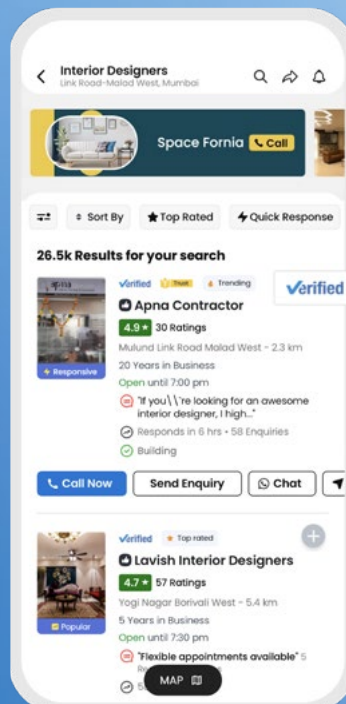 Interior Designers
Link Road-Malad West, Mumbai
Space Fornia Call
Sort By Top Rated Quick Response
26.5k Results for your search
Verified Trust Trending
Verified
Apna Contractor
4.9 ★ 30 Ratings
Mulund Link Road Malad West - 2.3 km
Responsive
20 Years in Business
Open until 7:00 pm
"If you\\'re looking for an awesome
interior designer, I high..."
Responds in 6 hrs • 58 Enquiries
Building
Call Now Send Enquiry Chat
Verified Top rated
Lavish Interior Designers
4.7 ★ 57 Ratings
Yogi Nagar Borivali West - 5.4 km
5 Years in Business
Popular
Open until 7:30 pm
"Flexible appointments available" 5
MAP